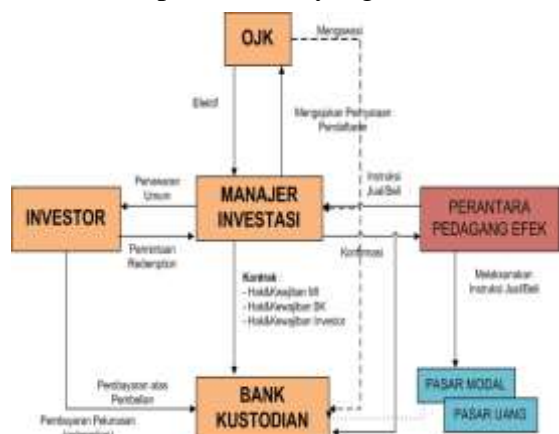 OJK
Mengawasi
Efektif
Mengajukan Pernyataan
Pendaftaran
Penawaran
Umum
MANAJER
INVESTASI
Instruksi
Jual/Beli
INVESTOR
PERANTARA
PEDAGANG EFEK
Permintaan
Redemption
Konfirmasi
Kontrak :
- Hak&Kewajiban MI
- Hak&Kewajiban BK
- Hak&Kewajiban Investor
Melaksanakan
Instruksi Jual/Beli
Pembayaran atas
Pembelian
BANK
KUSTODIAN
PASAR MODAL
PASAR UANG
Pembayaran Pelunasan